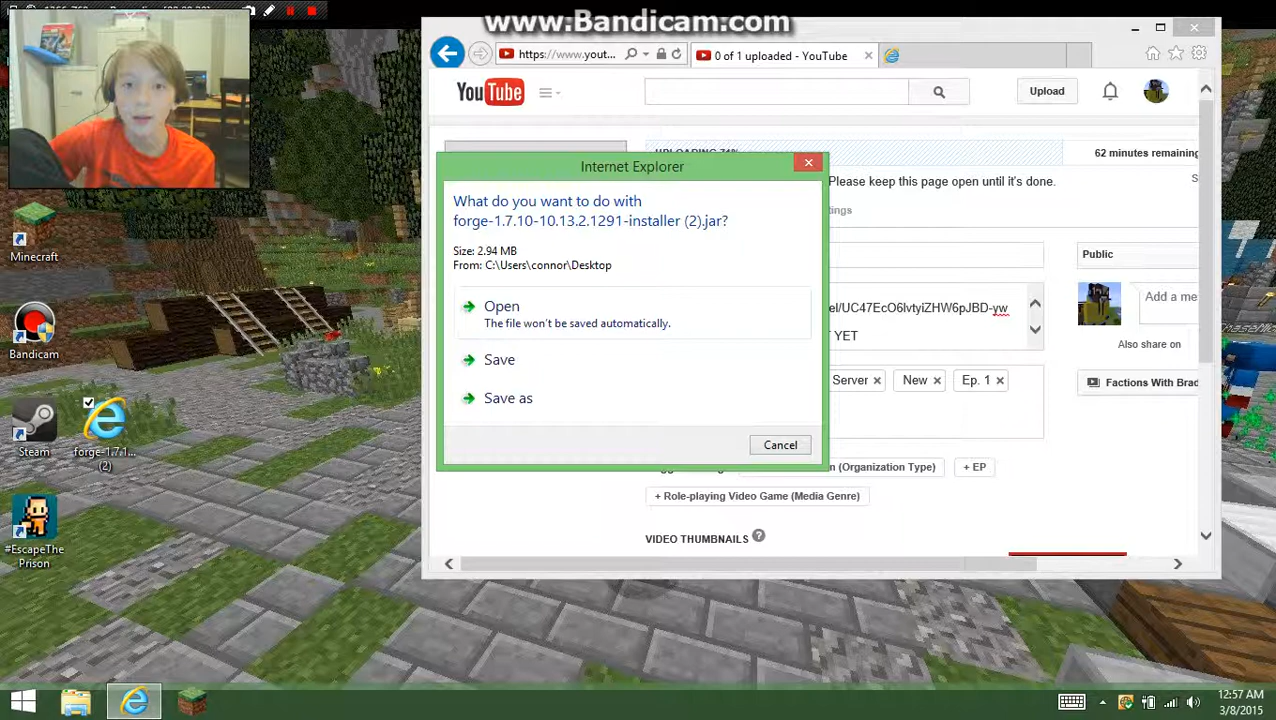 www.Bandicam.com
https://www.yout...
0 of 1 uploaded - YouTube
YouTube
Upload
62 minutes remaining
Please keep this page open until it's done.
Internet Explorer
What do you want to do with
forge-1.7.10-10.13.2.1291-installer (2).jar?
Size: 2.94 MB
From: C:\Users\connor\Desktop
Open
The file won't be saved automatically.
Save
Save as
Cancel
tings
Public
el/UC47EcO6lvtyiZHW6pJBD-yw
T YET
Add a me
Also share on
Server
New
Ep. 1
Factions With Brad
n (Organization Type)
+ EP
+ Role-playing Video Game (Media Genre)
VIDEO THUMBNAILS
Minecraft
Bandicam
Steam
forge-1.7.1...
(2)
#EscapeThe
Prison
12:57 AM
3/8/2015